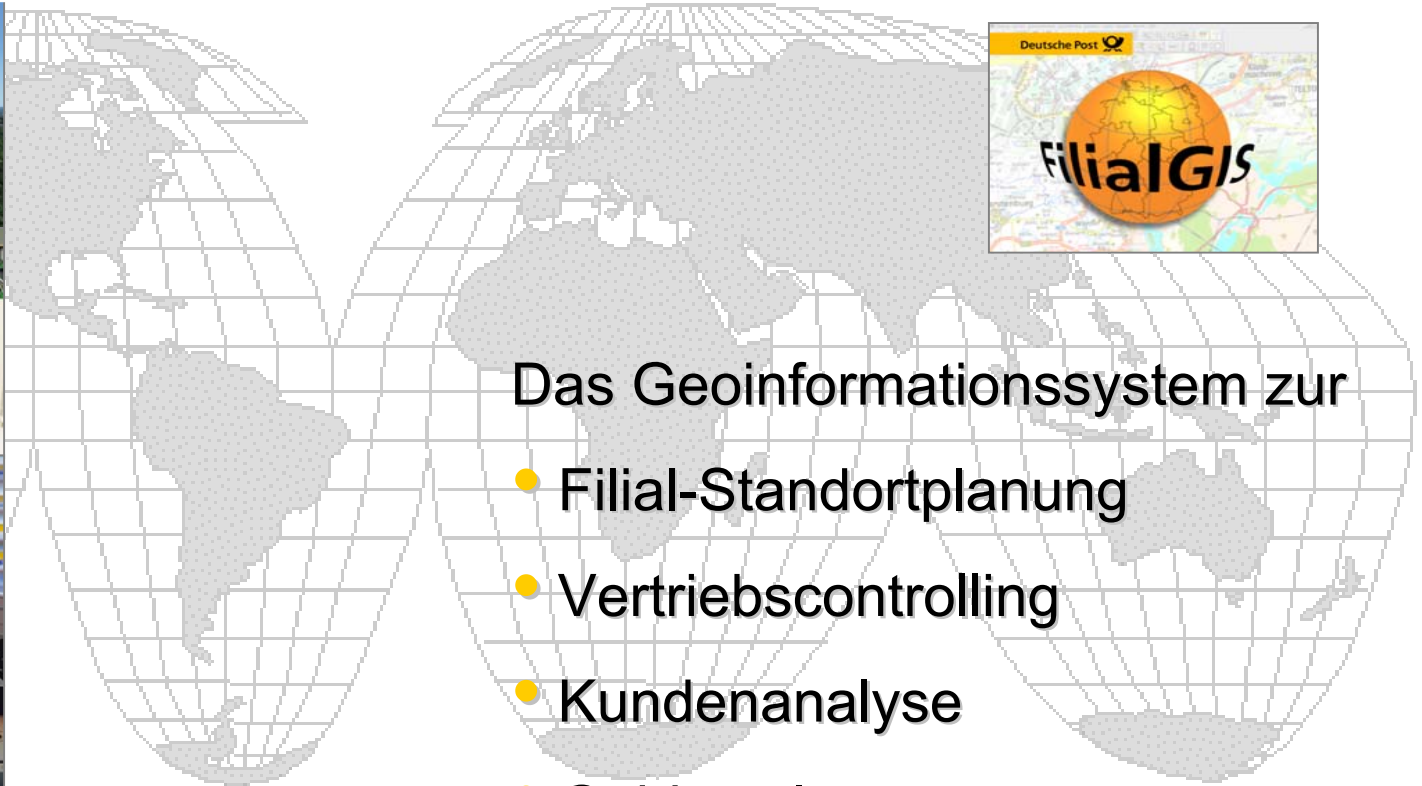 Deutsche Post
FilialGIS
Das Geoinformationssystem zur
• Filial-Standortplanung
• Vertriebscontrolling
• Kundenanalyse